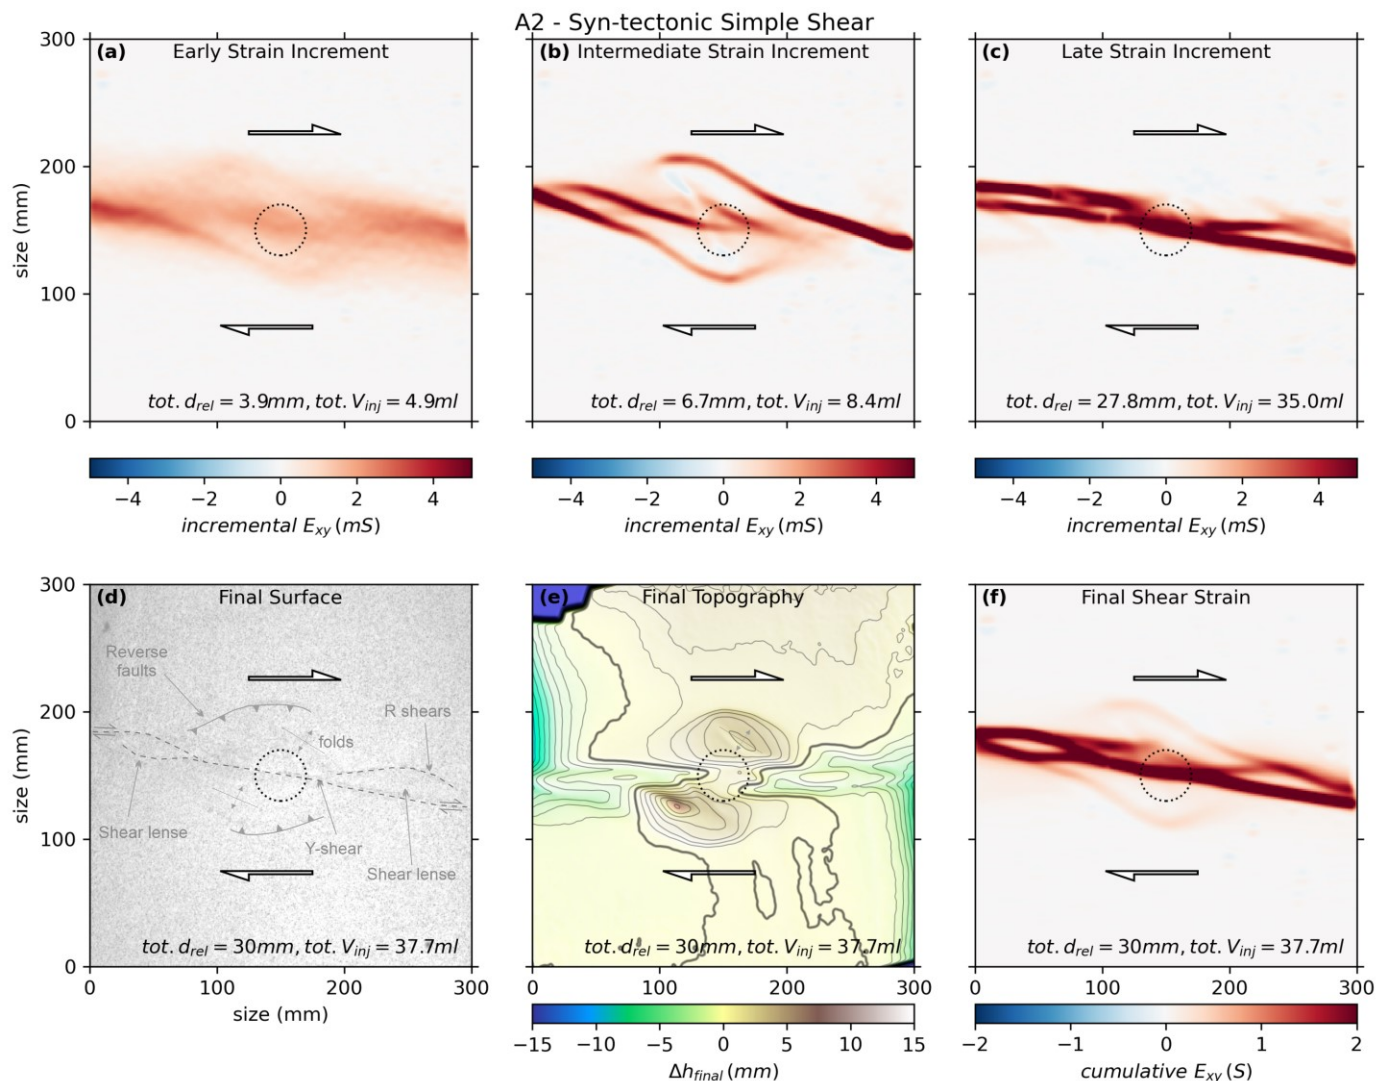 A2 - Syn-tectonic Simple Shear
(a) Early Strain Increment
(b) Intermediate Strain Increment
(c) Late Strain Increment
300
200
100
0
size (mm)
tot. d_rel = 3.9mm, tot. V_inj = 4.9ml
tot. d_rel = 6.7mm, tot. V_inj = 8.4ml
tot. d_rel = 27.8mm, tot. V_inj = 35.0ml
−4 −2 0 2 4
incremental E_xy (mS)
−4 −2 0 2 4
incremental E_xy (mS)
−4 −2 0 2 4
incremental E_xy (mS)
(d) Final Surface
(e) Final Topography
(f) Final Shear Strain
300
200
100
0
size (mm)
Reverse
faults
R shears
folds
Shear lense
Y-shear
Shear lense
tot. d_rel = 30mm, tot. V_inj = 37.7ml
tot. d_rel = 30mm, tot. V_inj = 37.7ml
tot. d_rel = 30mm, tot. V_inj = 37.7ml
0 100 200 300
size (mm)
0 100 200 300
0 100 200 300
−15 −10 −5 0 5 10 15
Δh_final (mm)
−2 −1 0 1 2
cumulative E_xy (S)